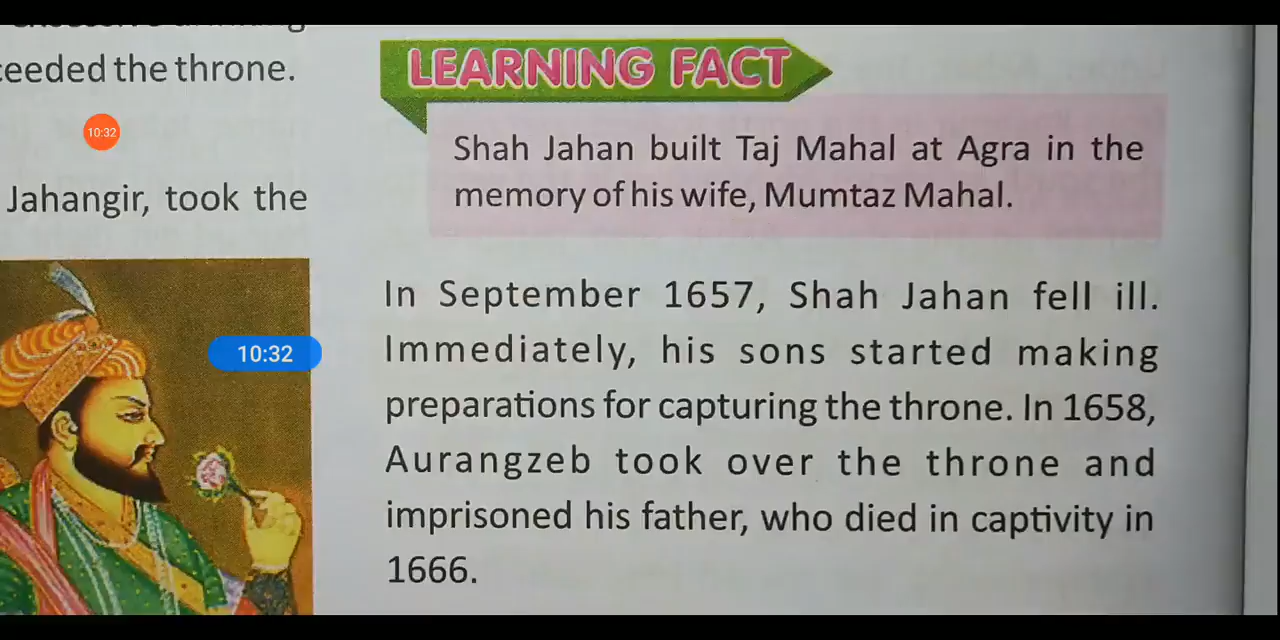 ceeded the throne.
10:32
Jahangir, took the
10:32
LEARNING FACT
Shah Jahan built Taj Mahal at Agra in the
memory of his wife, Mumtaz Mahal.
In September 1657, Shah Jahan fell ill.
Immediately, his sons started making
preparations for capturing the throne. In 1658,
Aurangzeb took over the throne and
imprisoned his father, who died in captivity in
1666.